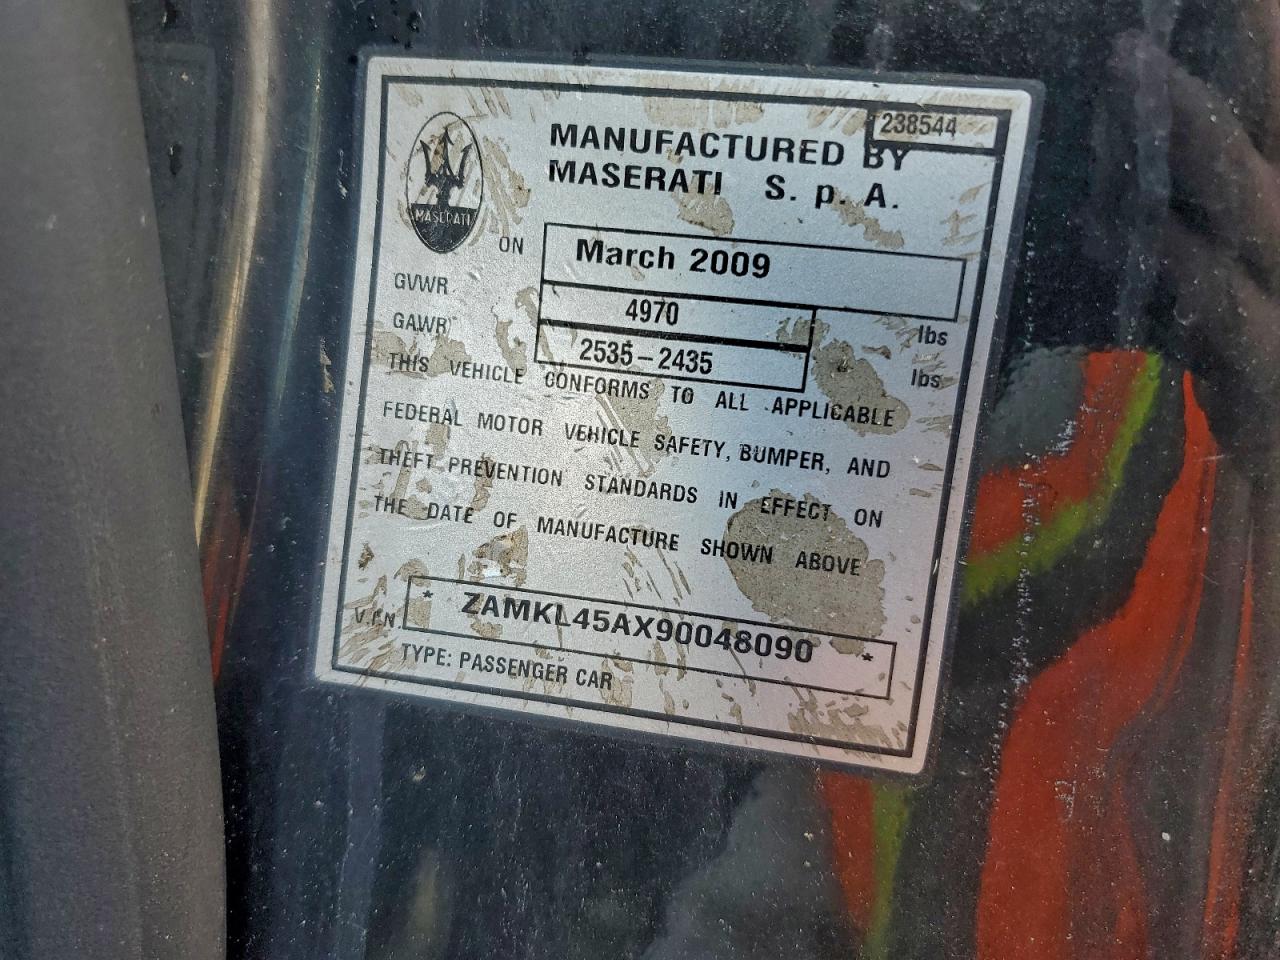 238544
MANUFACTURED BY
MASERATI S. p. A.
MASERATI
ON March 2009
GVWR 4970 lbs
GAWR 2535-2435 lbs
THIS VEHICLE CONFORMS TO ALL APPLICABLE
FEDERAL MOTOR VEHICLE SAFETY, BUMPER, AND
THEFT PREVENTION STANDARDS IN EFFECT ON
THE DATE OF MANUFACTURE SHOWN ABOVE
V.I.N * ZAMKL45AX90048090 *
TYPE: PASSENGER CAR